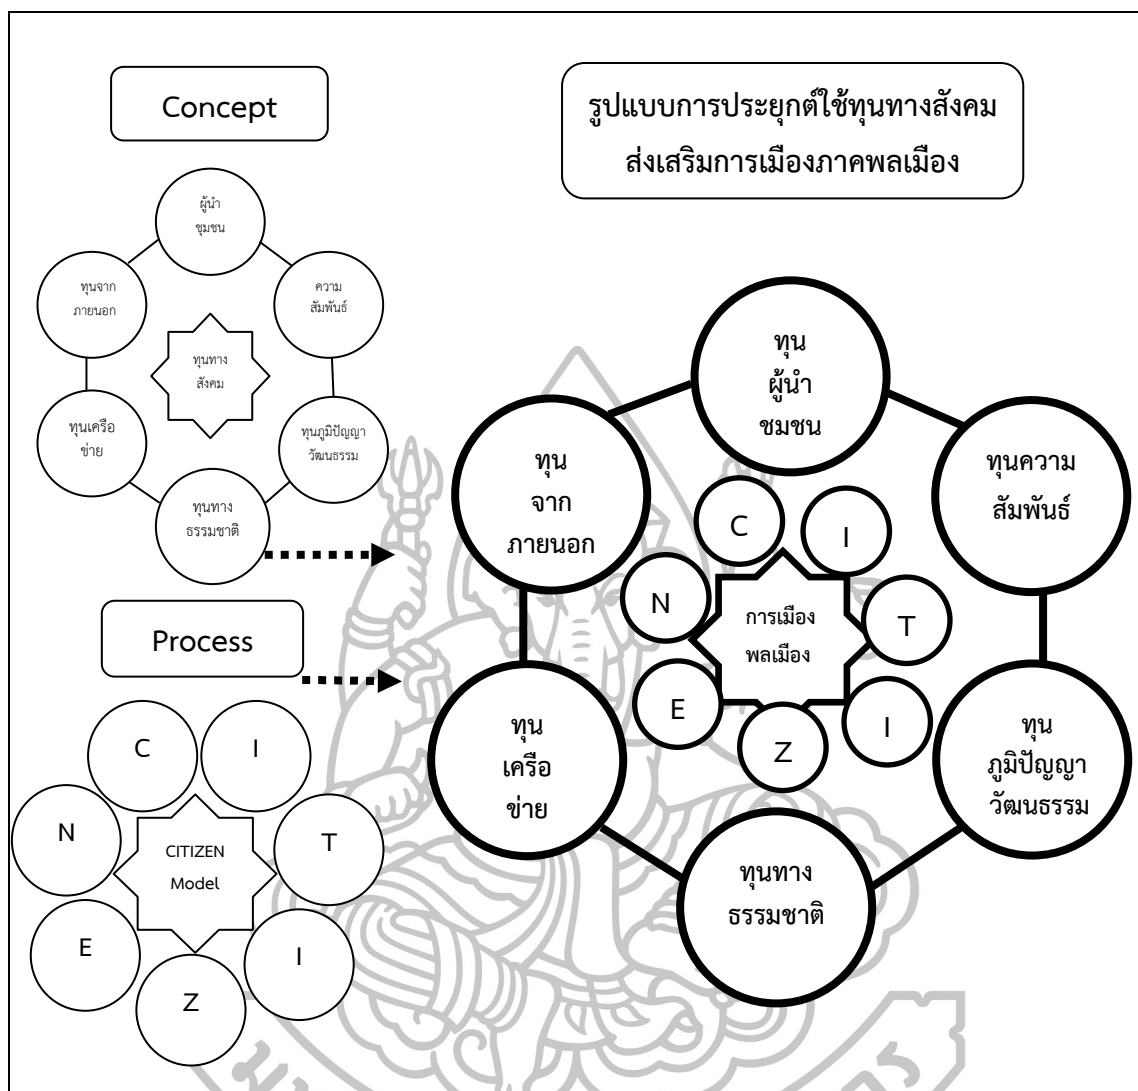 Concept
รูปแบบการประยุกต์ใช้ทุนทางสังคม
ส่งเสริมการเมืองภาคพลเมือง
ผู้นำ
ชุมชน
ความ
สัมพันธ์
ทุนภูมิปัญญา
วัฒนธรรม
ทุนทาง
ธรรมชาติ
ทุนเครือ
ข่าย
ทุนจาก
ภายนอก
ทุนทาง
สังคม
Process
C
I
T
I
Z
E
N
CITIZEN
Model
ทุน
ผู้นำ
ชุมชน
ทุนความ
สัมพันธ์
ทุน
ภูมิปัญญา
วัฒนธรรม
ทุนทาง
ธรรมชาติ
ทุน
เครือ
ข่าย
ทุน
จาก
ภายนอก
C
I
T
I
Z
E
N
การเมือง
พลเมือง